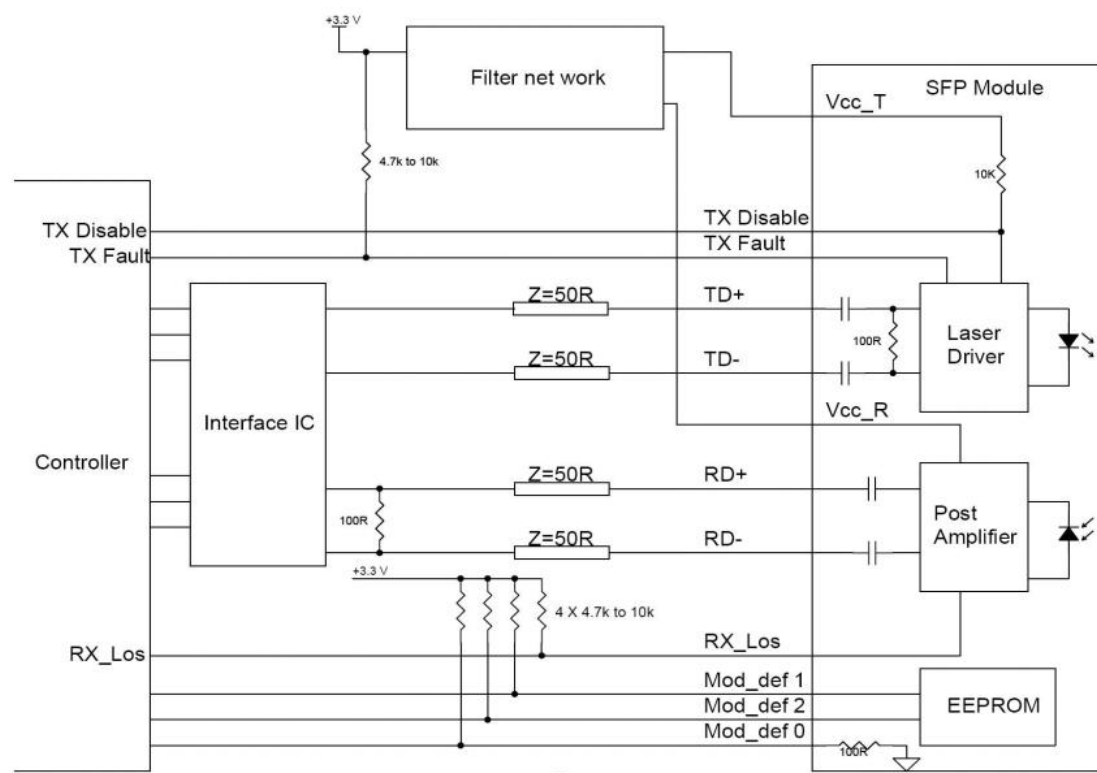 +3.3 V
Filter net work
SFP Module
Vcc_T
4.7k to 10k
10K
TX Disable
TX Disable
TX Fault
TX Fault
Z=50R
TD+
100R
Laser
Driver
Z=50R
TD-
Vcc_R
Interface IC
Controller
Z=50R
RD+
100R
Post
Amplifier
Z=50R
RD-
+3.3 V
4 X 4.7k to 10k
RX_Los
RX_Los
Mod_def 1
Mod_def 2
EEPROM
Mod_def 0
100R